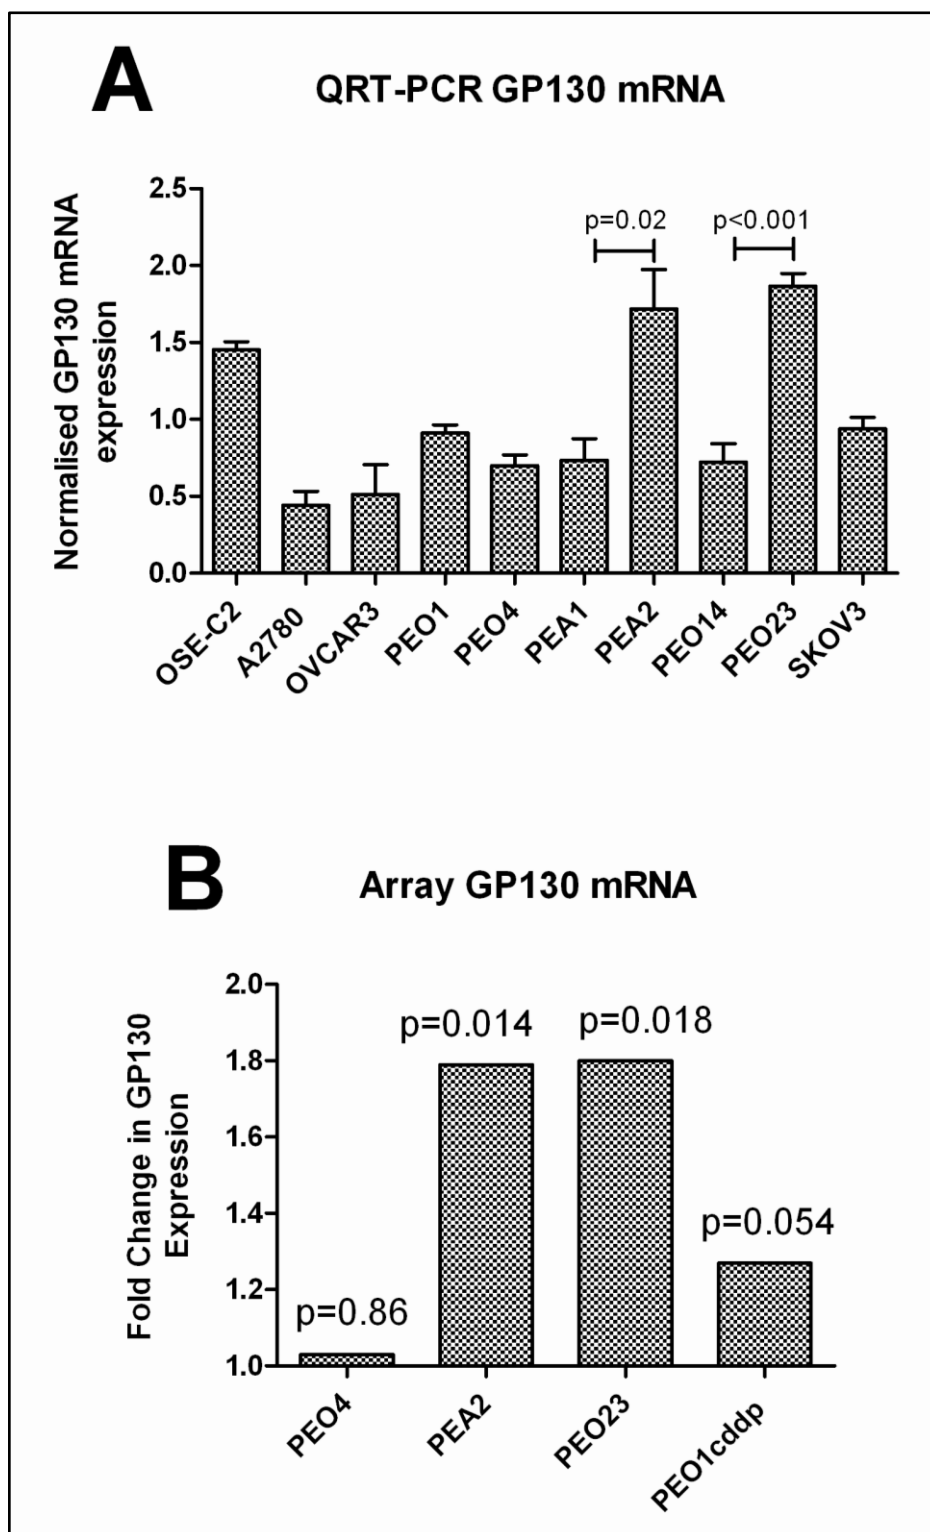 A
QRT-PCR GP130 mRNA
Normalised GP130 mRNA
expression
2.5
2.0
1.5
1.0
0.5
0.0
p=0.02
p<0.001
OSE-C2
A2780
OVCAR3
PEO1
PEO4
PEA1
PEA2
PEO14
PEO23
SKOV3
B
Array GP130 mRNA
Fold Change in GP130
Expression
2.0
1.8
1.6
1.4
1.2
1.0
p=0.86
p=0.014
p=0.018
p=0.054
PEO4
PEA2
PEO23
PEO1cddp